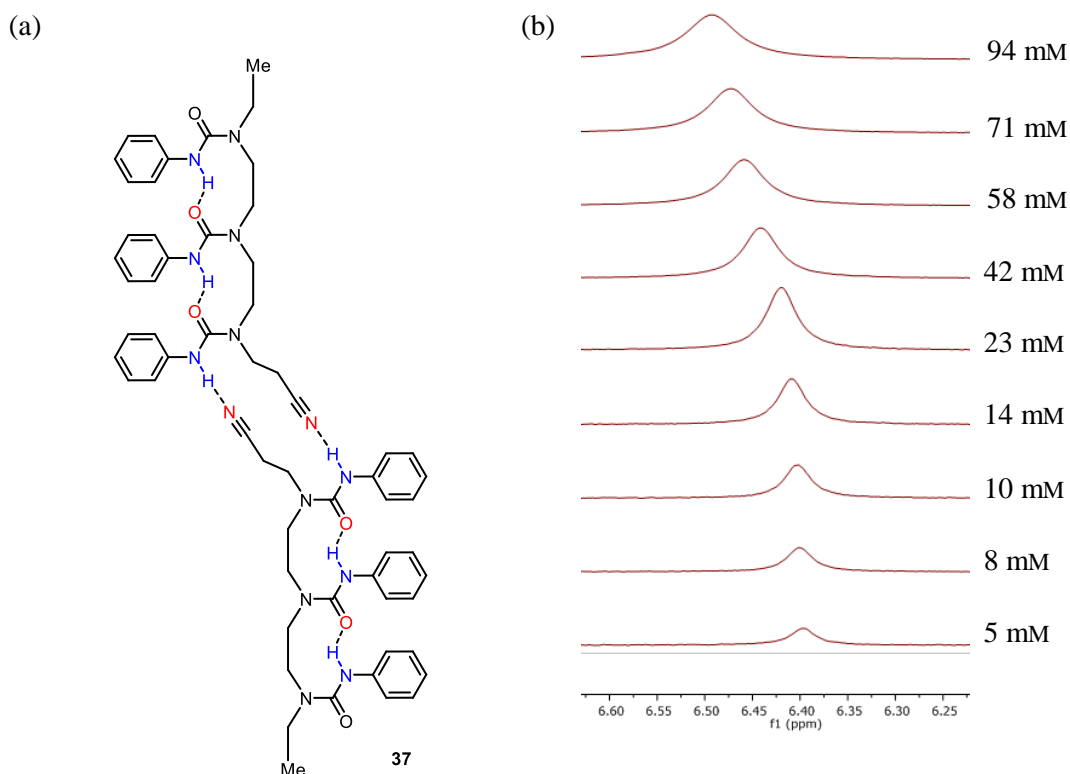 (a)
Me
O
N
N
H
O
N
N
H
O
N
N
H
N
N
H
N
N
O
H
N
N
O
H
N
N
O
Me
37
(b)
94 mM
71 mM
58 mM
42 mM
23 mM
14 mM
10 mM
8 mM
5 mM
6.60 6.55 6.50 6.45 6.40 6.35 6.30 6.25
f1 (ppm)